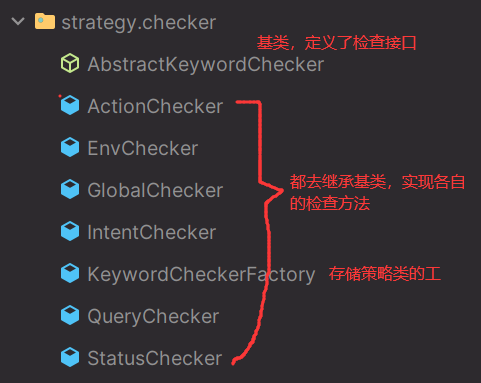 strategy.checker
基类，定义了检查接口
AbstractKeywordChecker
ActionChecker
EnvChecker
都去继承基类，实现各自
的检查方法
GlobalChecker
IntentChecker
KeywordCheckerFactory 存储策略类的工
QueryChecker
StatusChecker